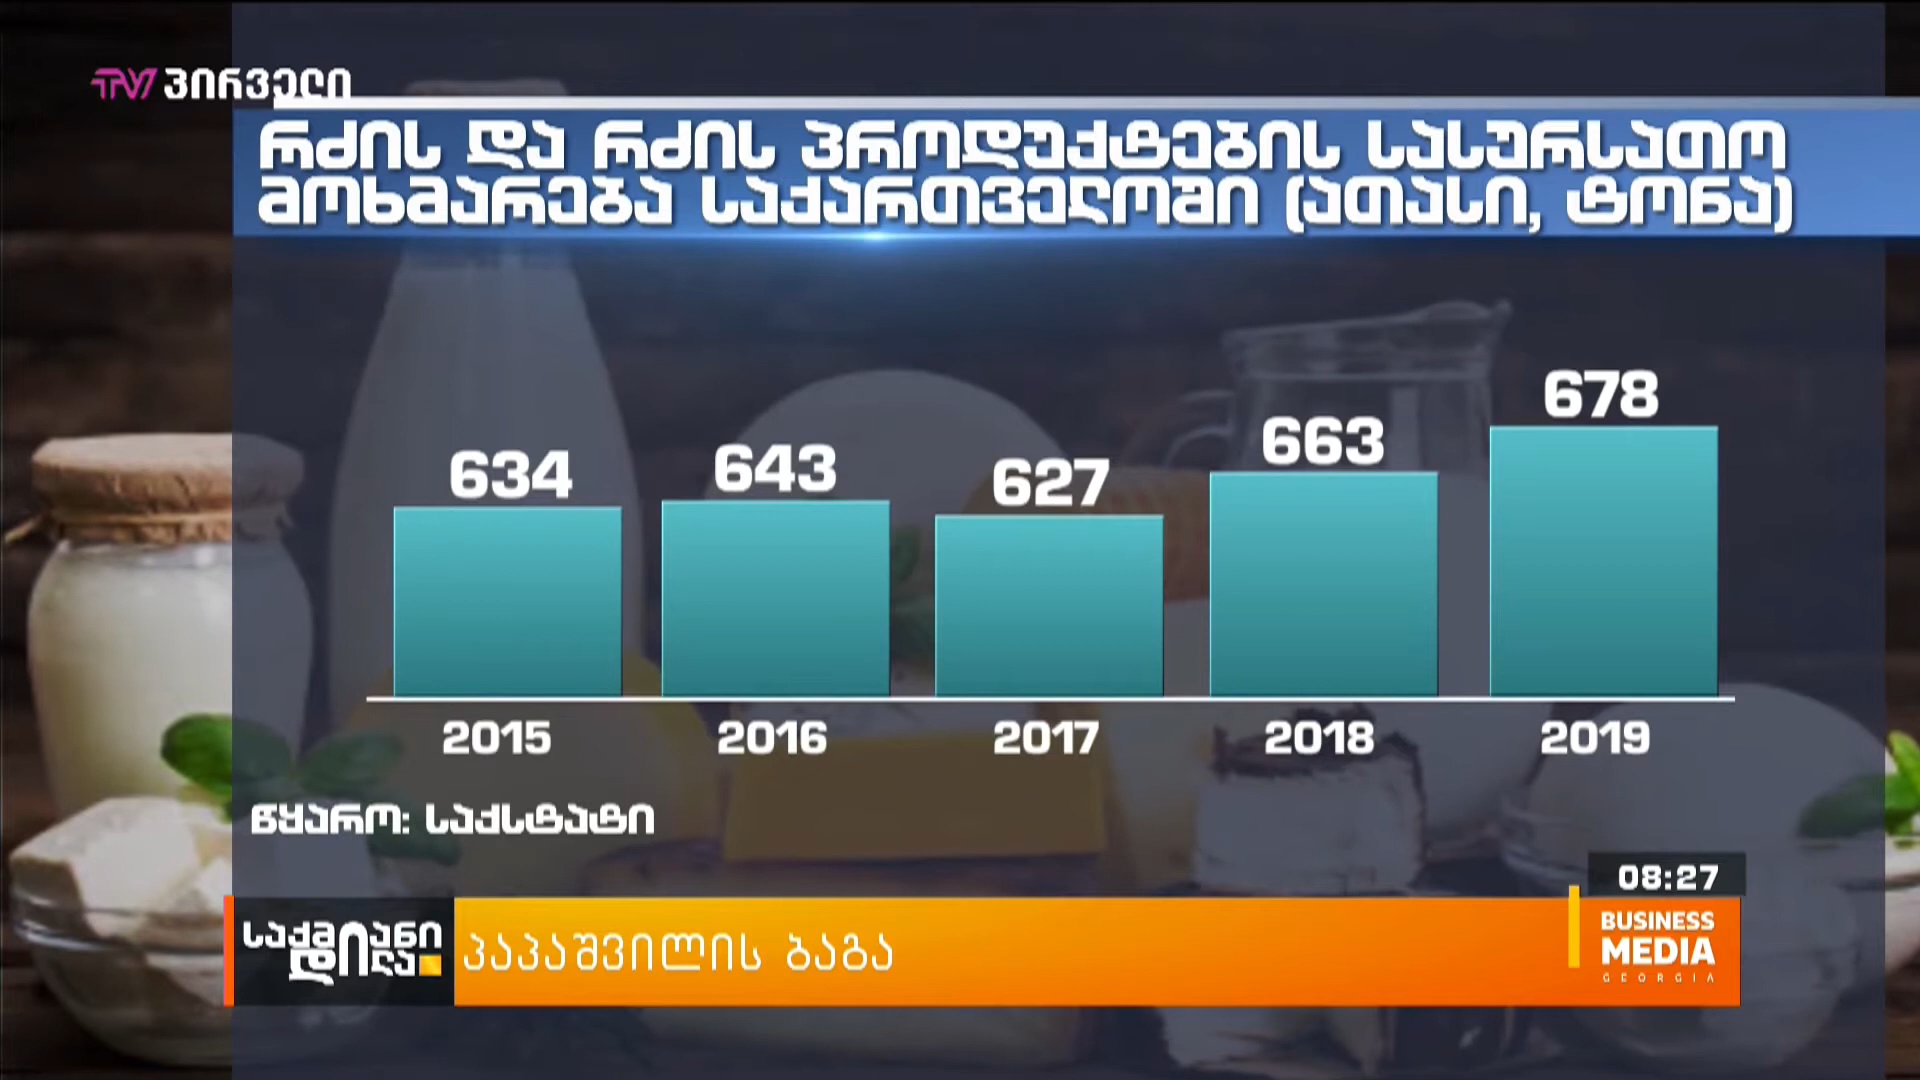 TV პირველი
რძის და რძის პროდუქტების სასურსათო
მოხმარება საქართველოში (ათასი, ტონა)
634
643
627
663
678
2015
2016
2017
2018
2019
წყარო: საქსტატი
08:27
საქმიანი
დილა
პაპაშვილის ბაგა
BUSINESS
MEDIA
GEORGIA